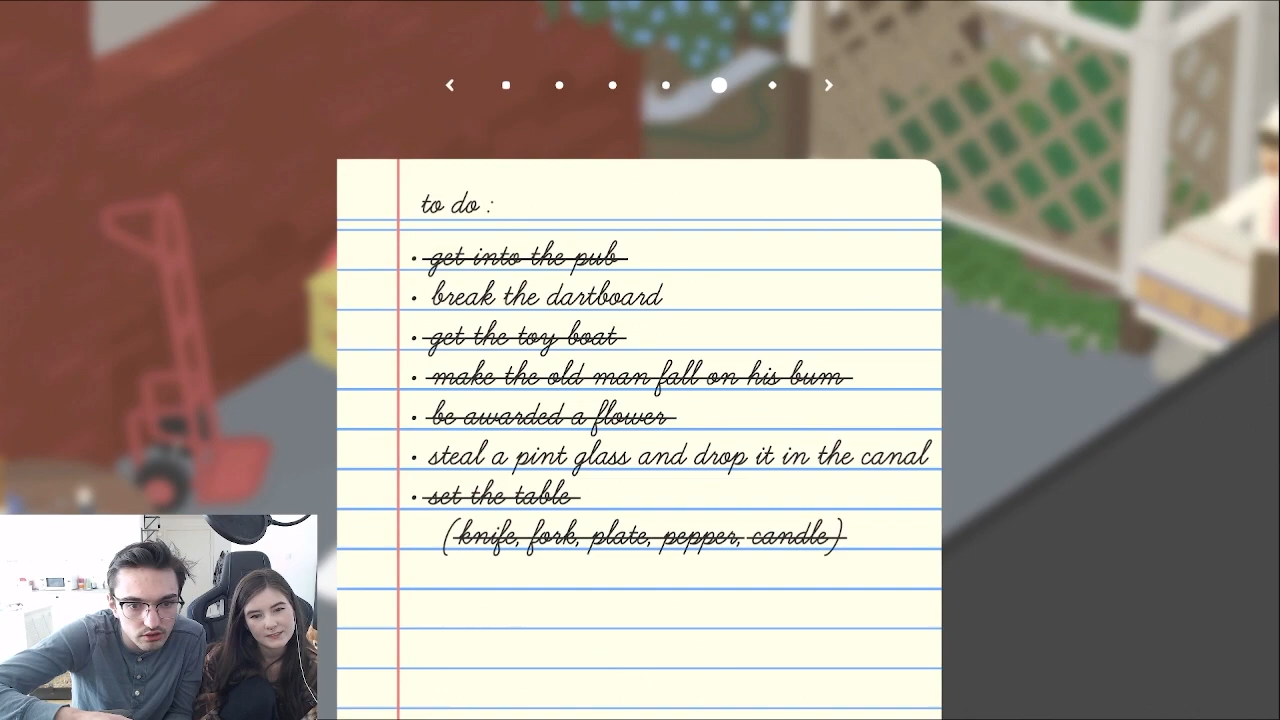 to do :
• get into the pub
• break the dartboard
• get the toy boat
• make the old man fall on his bum
• be awarded a flower
• steal a pint glass and drop it in the canal
• set the table
(knife, fork, plate, pepper, candle)